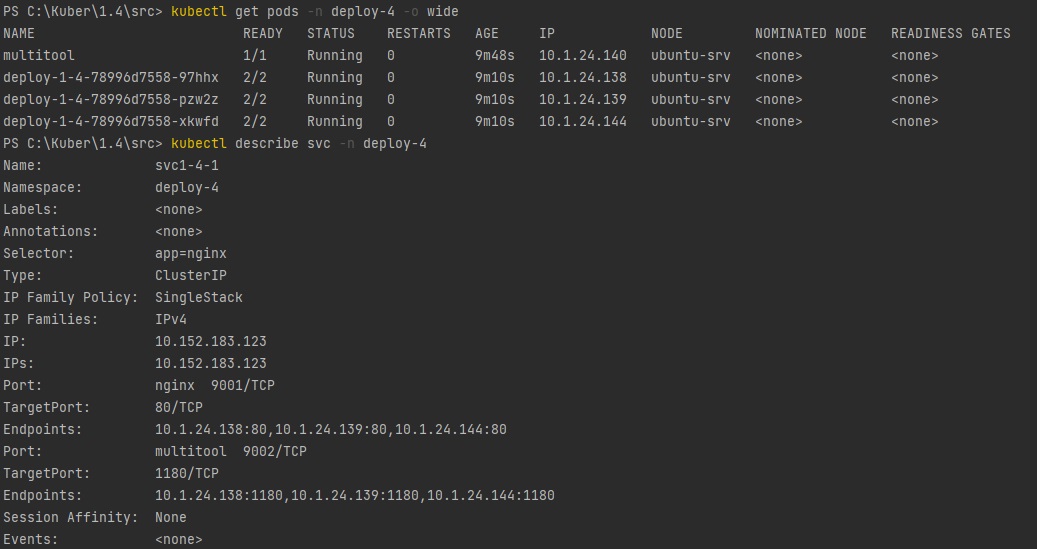 PS C:\Kuber\1.4\src> kubectl get pods -n deploy-4 -o wide
NAME                          READY   STATUS    RESTARTS   AGE     IP            NODE         NOMINATED NODE   READINESS GATES
multitool                     1/1     Running   0          9m48s   10.1.24.140   ubuntu-srv   <none>           <none>
deploy-1-4-78996d7558-97hhx   2/2     Running   0          9m10s   10.1.24.138   ubuntu-srv   <none>           <none>
deploy-1-4-78996d7558-pzw2z   2/2     Running   0          9m10s   10.1.24.139   ubuntu-srv   <none>           <none>
deploy-1-4-78996d7558-xkwfd   2/2     Running   0          9m10s   10.1.24.144   ubuntu-srv   <none>           <none>
PS C:\Kuber\1.4\src> kubectl describe svc -n deploy-4
Name:              svc1-4-1
Namespace:         deploy-4
Labels:            <none>
Annotations:       <none>
Selector:          app=nginx
Type:              ClusterIP
IP Family Policy:  SingleStack
IP Families:       IPv4
IP:                10.152.183.123
IPs:               10.152.183.123
Port:              nginx  9001/TCP
TargetPort:        80/TCP
Endpoints:         10.1.24.138:80,10.1.24.139:80,10.1.24.144:80
Port:              multitool  9002/TCP
TargetPort:        1180/TCP
Endpoints:         10.1.24.138:1180,10.1.24.139:1180,10.1.24.144:1180
Session Affinity:  None
Events:            <none>